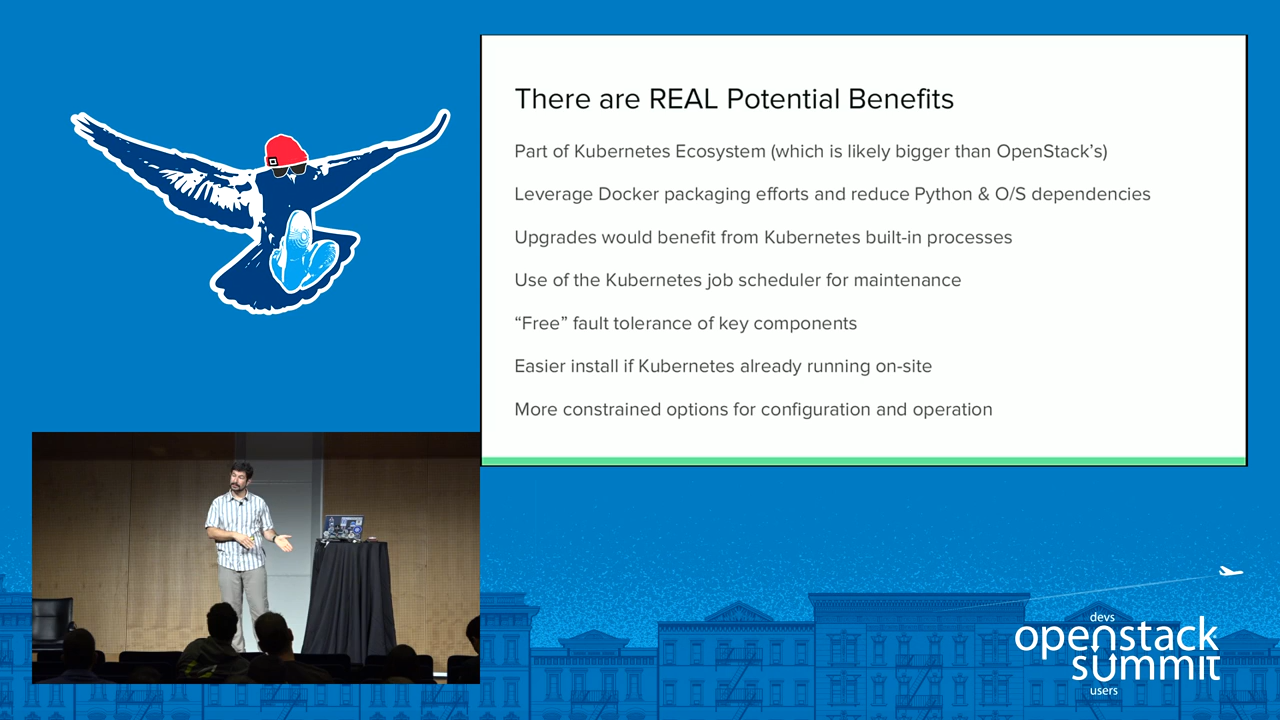 There are REAL Potential Benefits
Part of Kubernetes Ecosystem (which is likely bigger than OpenStack’s)
Leverage Docker packaging efforts and reduce Python & O/S dependencies
Upgrades would benefit from Kubernetes built-in processes
Use of the Kubernetes job scheduler for maintenance
“Free” fault tolerance of key components
Easier install if Kubernetes already running on-site
More constrained options for configuration and operation
devs
openstack
summit
users